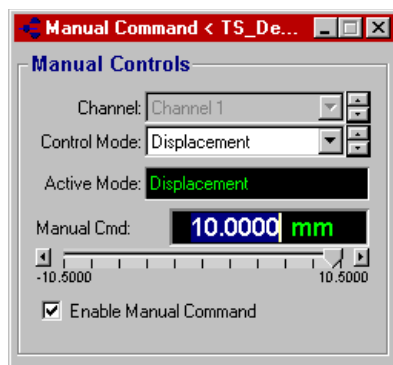 Manual Command < TS_De...
Manual Controls
Channel: Channel 1
Control Mode: Displacement
Active Mode: Displacement
Manual Cmd: 10.0000 mm
-10.5000 10.5000
Enable Manual Command